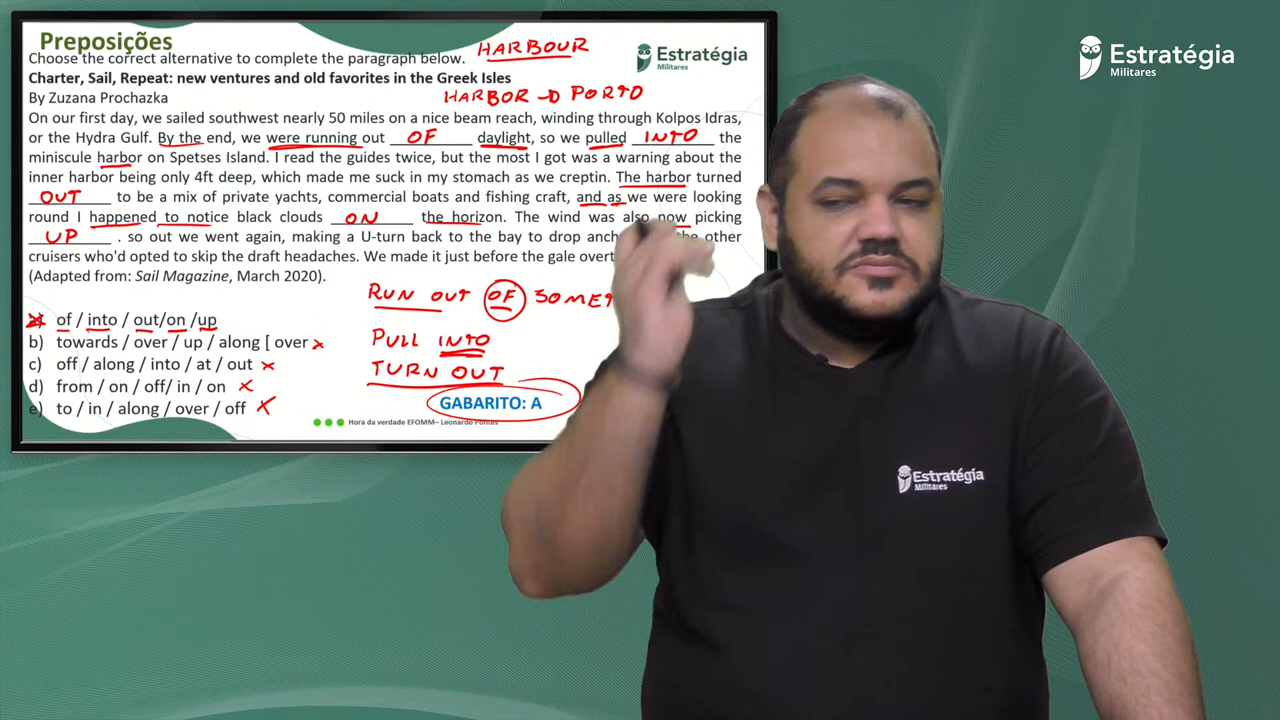 Preposições
Choose the correct alternative to complete the paragraph below.
HARBOUR
Estratégia
Militares
Charter, Sail, Repeat: new ventures and old favorites in the Greek Isles
By Zuzana Prochazka
HARBOR → PORTO
On our first day, we sailed southwest nearly 50 miles on a nice beam reach, winding through Kolpos Idras,
or the Hydra Gulf. By the end, we were running out OF daylight, so we pulled INTO the
miniscule harbor on Spetses Island. I read the guides twice, but the most I got was a warning about the
inner harbor being only 4ft deep, which made me suck in my stomach as we creptin. The harbor turned
OUT to be a mix of private yachts, commercial boats and fishing craft, and as we were looking
round I happened to notice black clouds ON the horizon. The wind was also now picking
UP . so out we went again, making a U-turn back to the bay to drop other
cruisers who'd opted to skip the draft headaches. We made it just before the gale
(Adapted from: Sail Magazine, March 2020).
RUN OUT OF
a) of / into / out/on /up
PULL INTO
b) towards / over / up / along [ over x
TURN OUT
c) off / along / into / at / out x
d) from / on / off/ in / on x
e) to / in / along / over / off x
GABARITO: A
Hora da verdade EFOMM– Leonardo Fontes
Estratégia
Militares
Estratégia
Militares